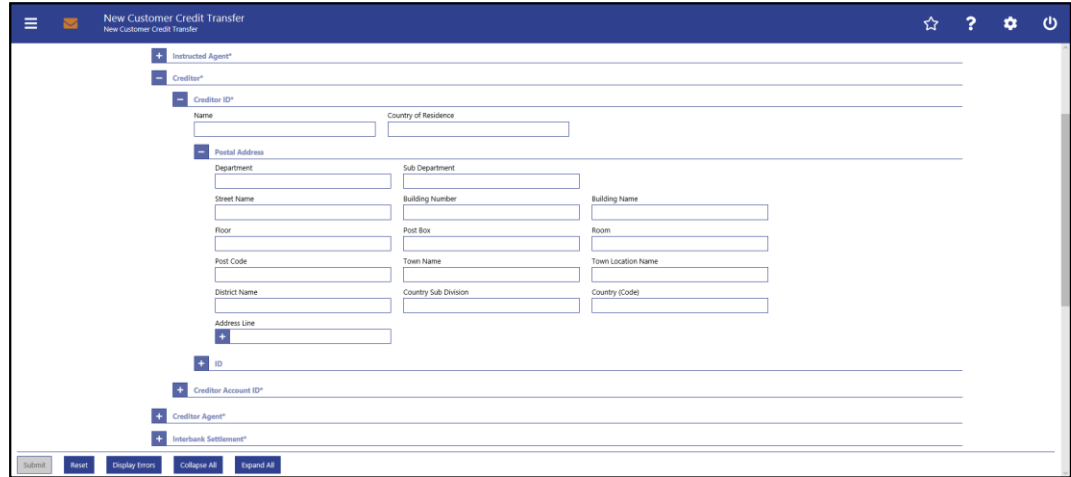 New Customer Credit Transfer
New Customer Credit Transfer
Instructed Agent*
Creditor*
Creditor ID*
Name Country of Residence
Postal Address
Department Sub Department
Street Name Building Number Building Name
Floor Post Box Room
Post Code Town Name Town Location Name
District Name Country Sub Division Country (Code)
Address Line
ID
Creditor Account ID*
Creditor Agent*
Interbank Settlement*
Submit Reset Display Errors Collapse All Expand All